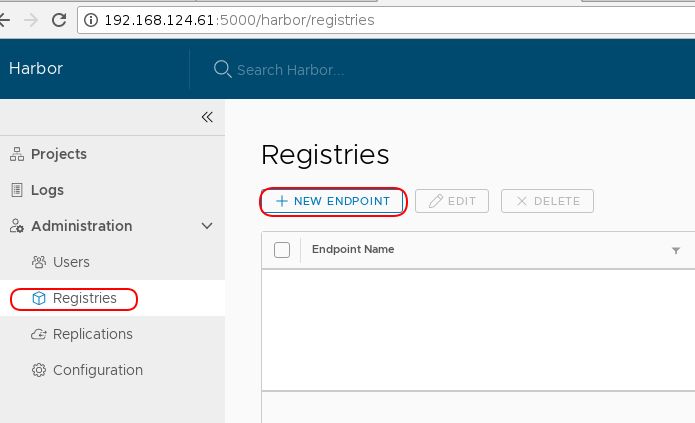 192.168.124.61:5000/harbor/registries
Harbor
Search Harbor...
Projects
Logs
Administration
Users
Registries
Replications
Configuration
Registries
NEW ENDPOINT
EDIT
DELETE
Endpoint Name